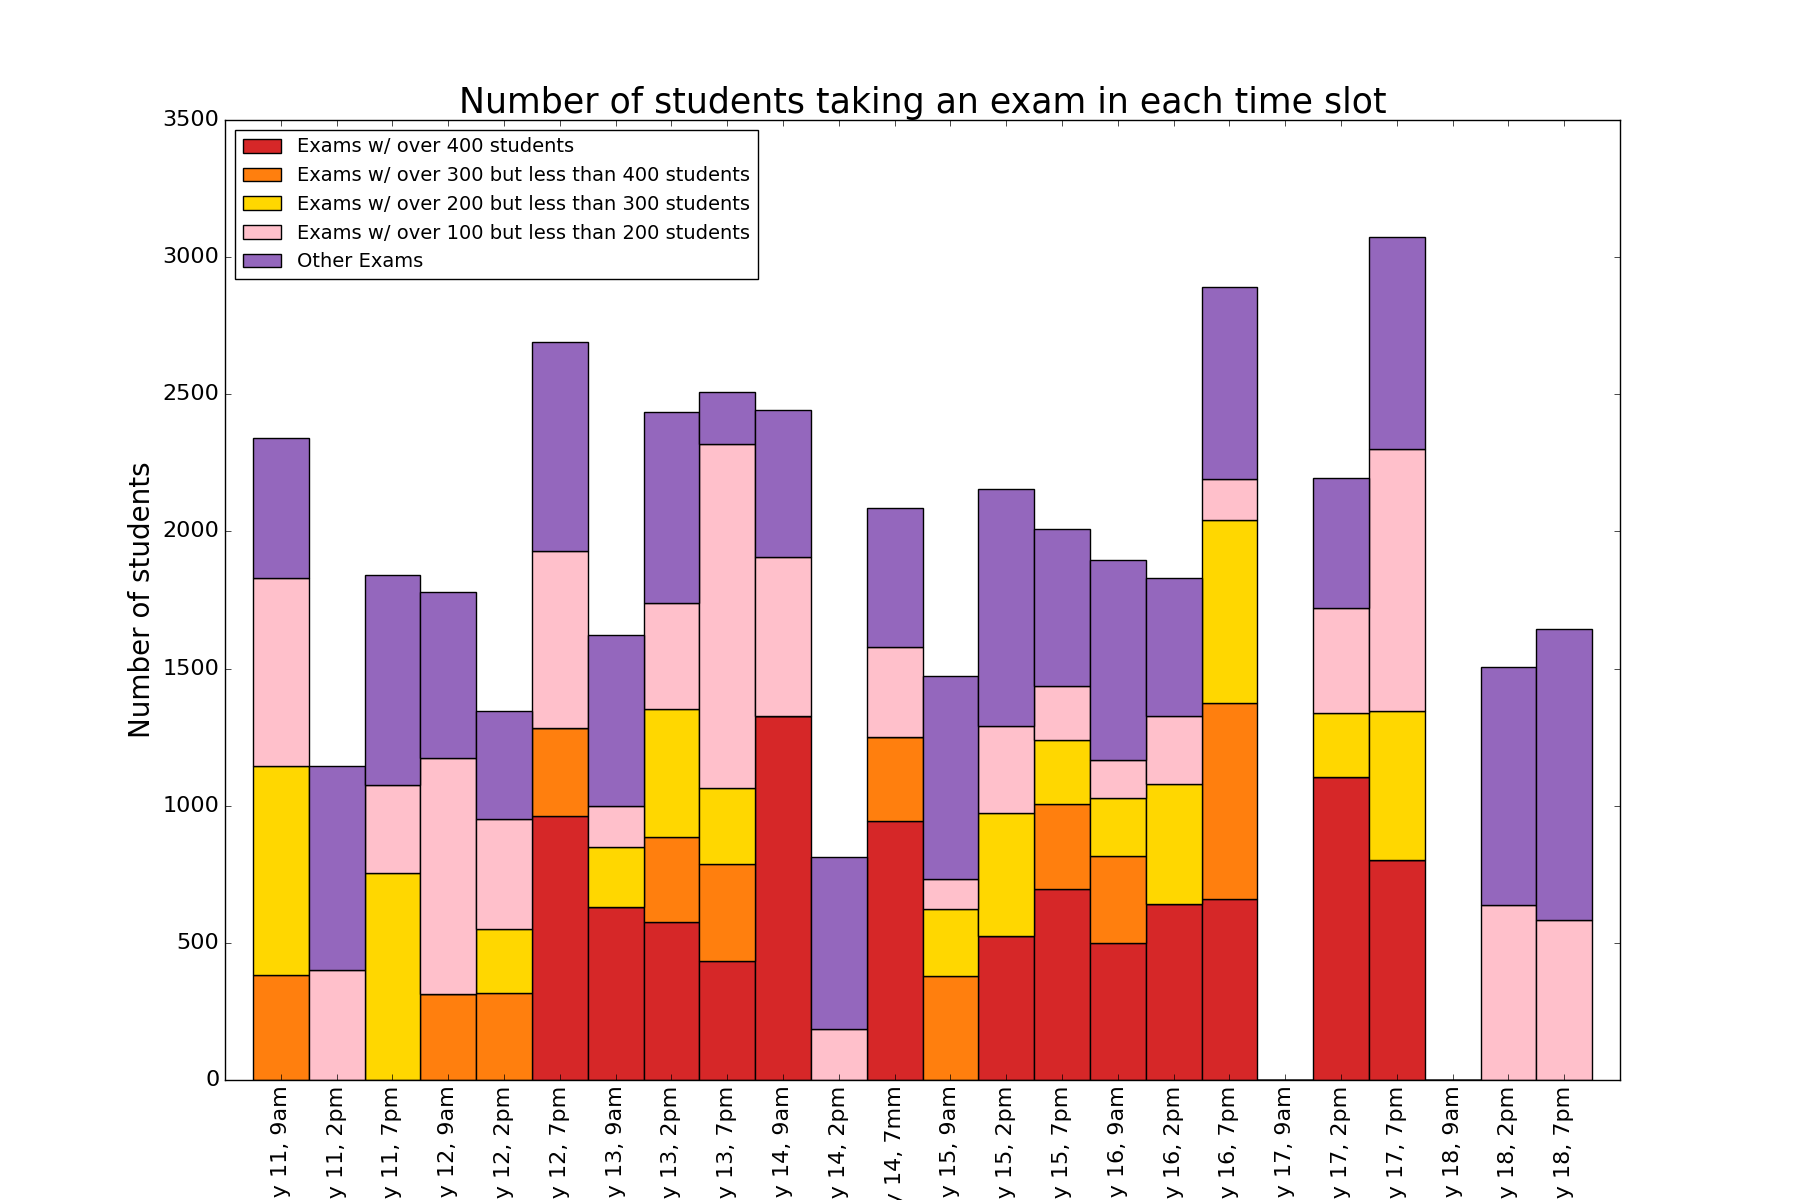 Number of students taking an exam in each time slot
Exams w/ over 400 students
Exams w/ over 300 but less than 400 students
Exams w/ over 200 but less than 300 students
Exams w/ over 100 but less than 200 students
Other Exams
Number of students
3500
3000
2500
2000
1500
1000
500
0
y 11, 9am
y 11, 2pm
y 11, 7pm
y 12, 9am
y 12, 2pm
y 12, 7pm
y 13, 9am
y 13, 2pm
y 13, 7pm
y 14, 9am
y 14, 2pm
y 14, 7mm
y 15, 9am
y 15, 2pm
y 15, 7pm
y 16, 9am
y 16, 2pm
y 16, 7pm
y 17, 9am
y 17, 2pm
y 17, 7pm
y 18, 9am
y 18, 2pm
y 18, 7pm